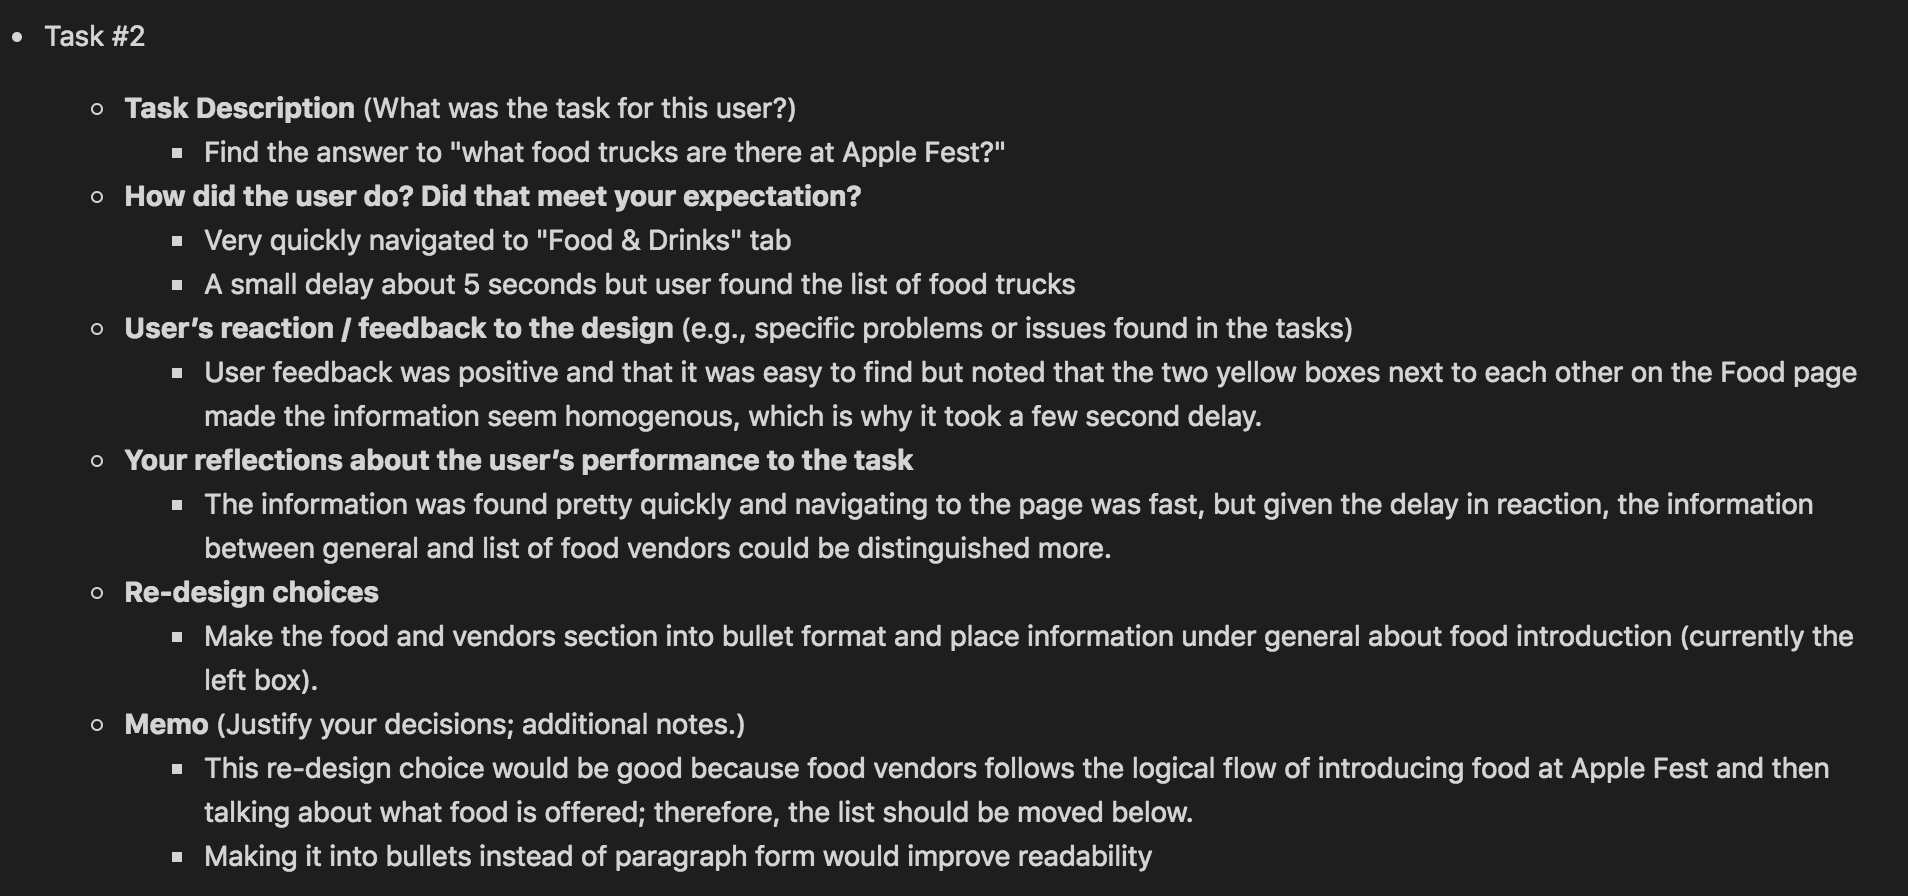 • Task #2
◦ Task Description (What was the task for this user?)
▪ Find the answer to "what food trucks are there at Apple Fest?"
◦ How did the user do? Did that meet your expectation?
▪ Very quickly navigated to "Food & Drinks" tab
▪ A small delay about 5 seconds but user found the list of food trucks
◦ User’s reaction / feedback to the design (e.g., specific problems or issues found in the tasks)
▪ User feedback was positive and that it was easy to find but noted that the two yellow boxes next to each other on the Food page
made the information seem homogenous, which is why it took a few second delay.
◦ Your reflections about the user’s performance to the task
▪ The information was found pretty quickly and navigating to the page was fast, but given the delay in reaction, the information
between general and list of food vendors could be distinguished more.
◦ Re-design choices
▪ Make the food and vendors section into bullet format and place information under general about food introduction (currently the
left box).
◦ Memo (Justify your decisions; additional notes.)
▪ This re-design choice would be good because food vendors follows the logical flow of introducing food at Apple Fest and then
talking about what food is offered; therefore, the list should be moved below.
▪ Making it into bullets instead of paragraph form would improve readability